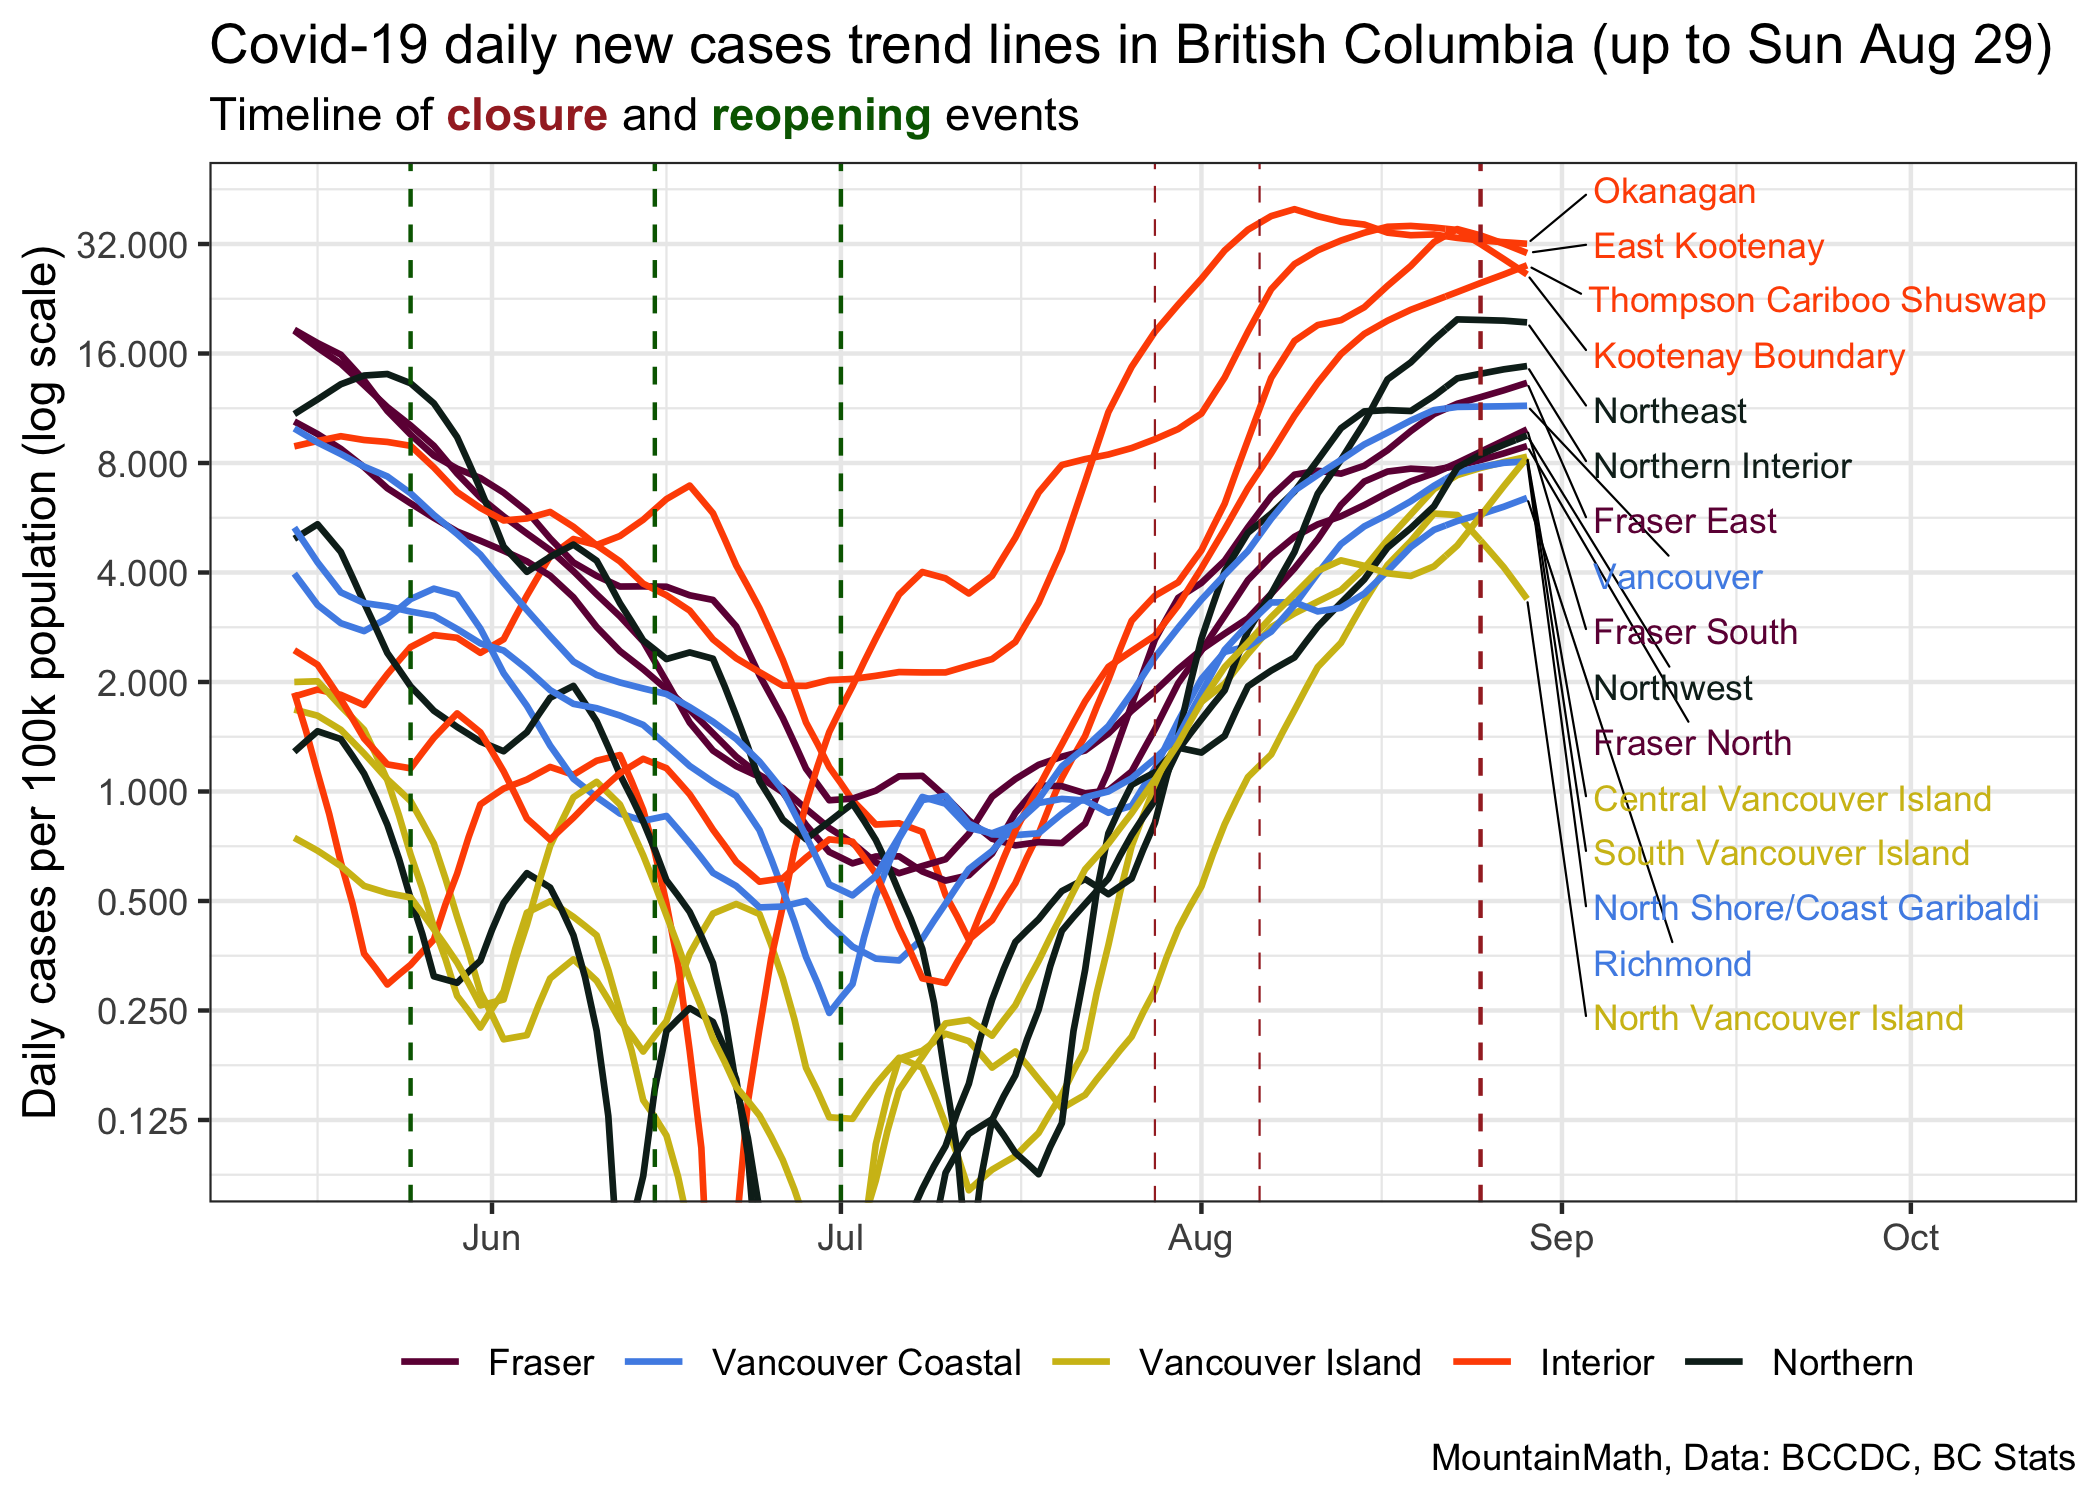 Covid-19 daily new cases trend lines in British Columbia (up to Sun Aug 29)
Timeline of closure and reopening events
Daily cases per 100k population (log scale)
32.000
16.000
8.000
4.000
2.000
1.000
0.500
0.250
0.125
Okanagan
East Kootenay
Thompson Cariboo Shuswap
Kootenay Boundary
Northeast
Northern Interior
Fraser East
Vancouver
Fraser South
Northwest
Fraser North
Central Vancouver Island
South Vancouver Island
North Shore/Coast Garibaldi
Richmond
North Vancouver Island
Jun Jul Aug Sep Oct
Fraser Vancouver Coastal Vancouver Island Interior Northern
MountainMath, Data: BCCDC, BC Stats